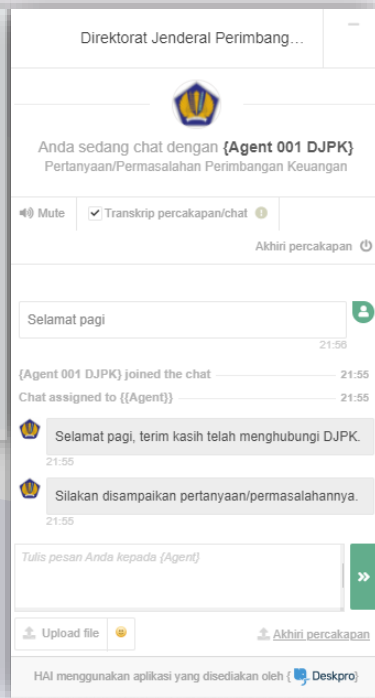 Direktorat Jenderal Perimbang...
Anda sedang chat dengan {Agent 001 DJPK}
Pertanyaan/Permasalahan Perimbangan Keuangan
Mute
Transkrip percakapan/chat
Akhiri percakapan
Selamat pagi
21:56
{Agent 001 DJPK} joined the chat 21:55
Chat assigned to {{Agent}} 21:55
Selamat pagi, terim kasih telah menghubungi DJPK.
21:55
Silakan disampaikan pertanyaan/permasalahannya.
21:55
Tulis pesan Anda kepada {Agent}
Upload file
Akhiri percakapan
HAI menggunakan aplikasi yang disediakan oleh { Deskpro}